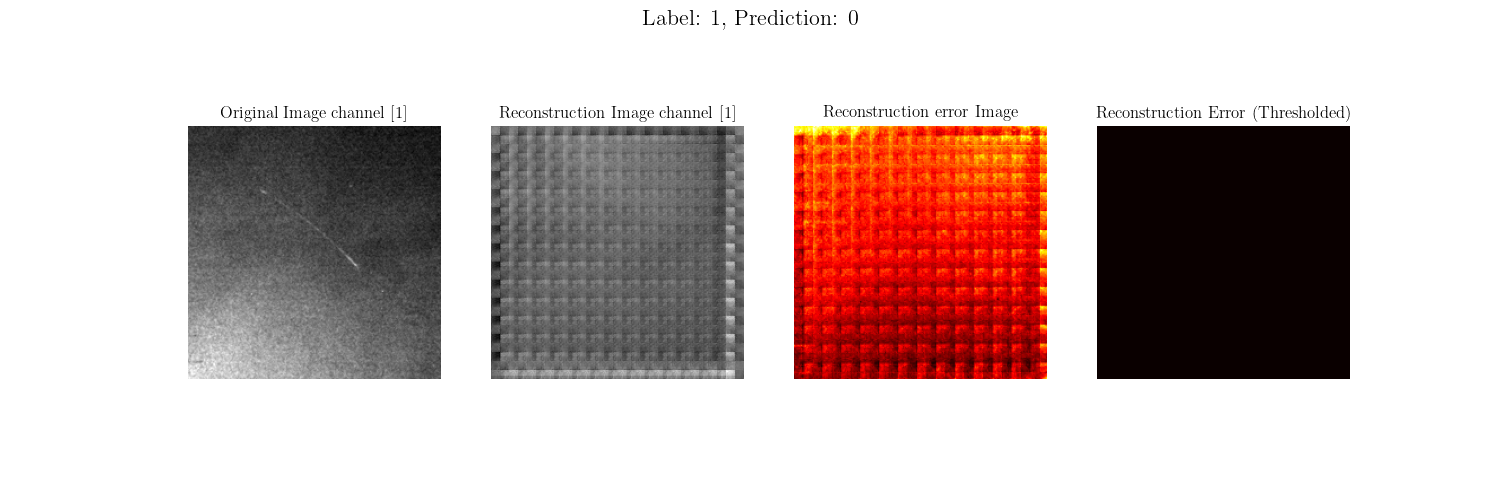 Label: 1, Prediction: 0
Original Image channel [1]
Reconstruction Image channel [1]
Reconstruction error Image
Reconstruction Error (Thresholded)